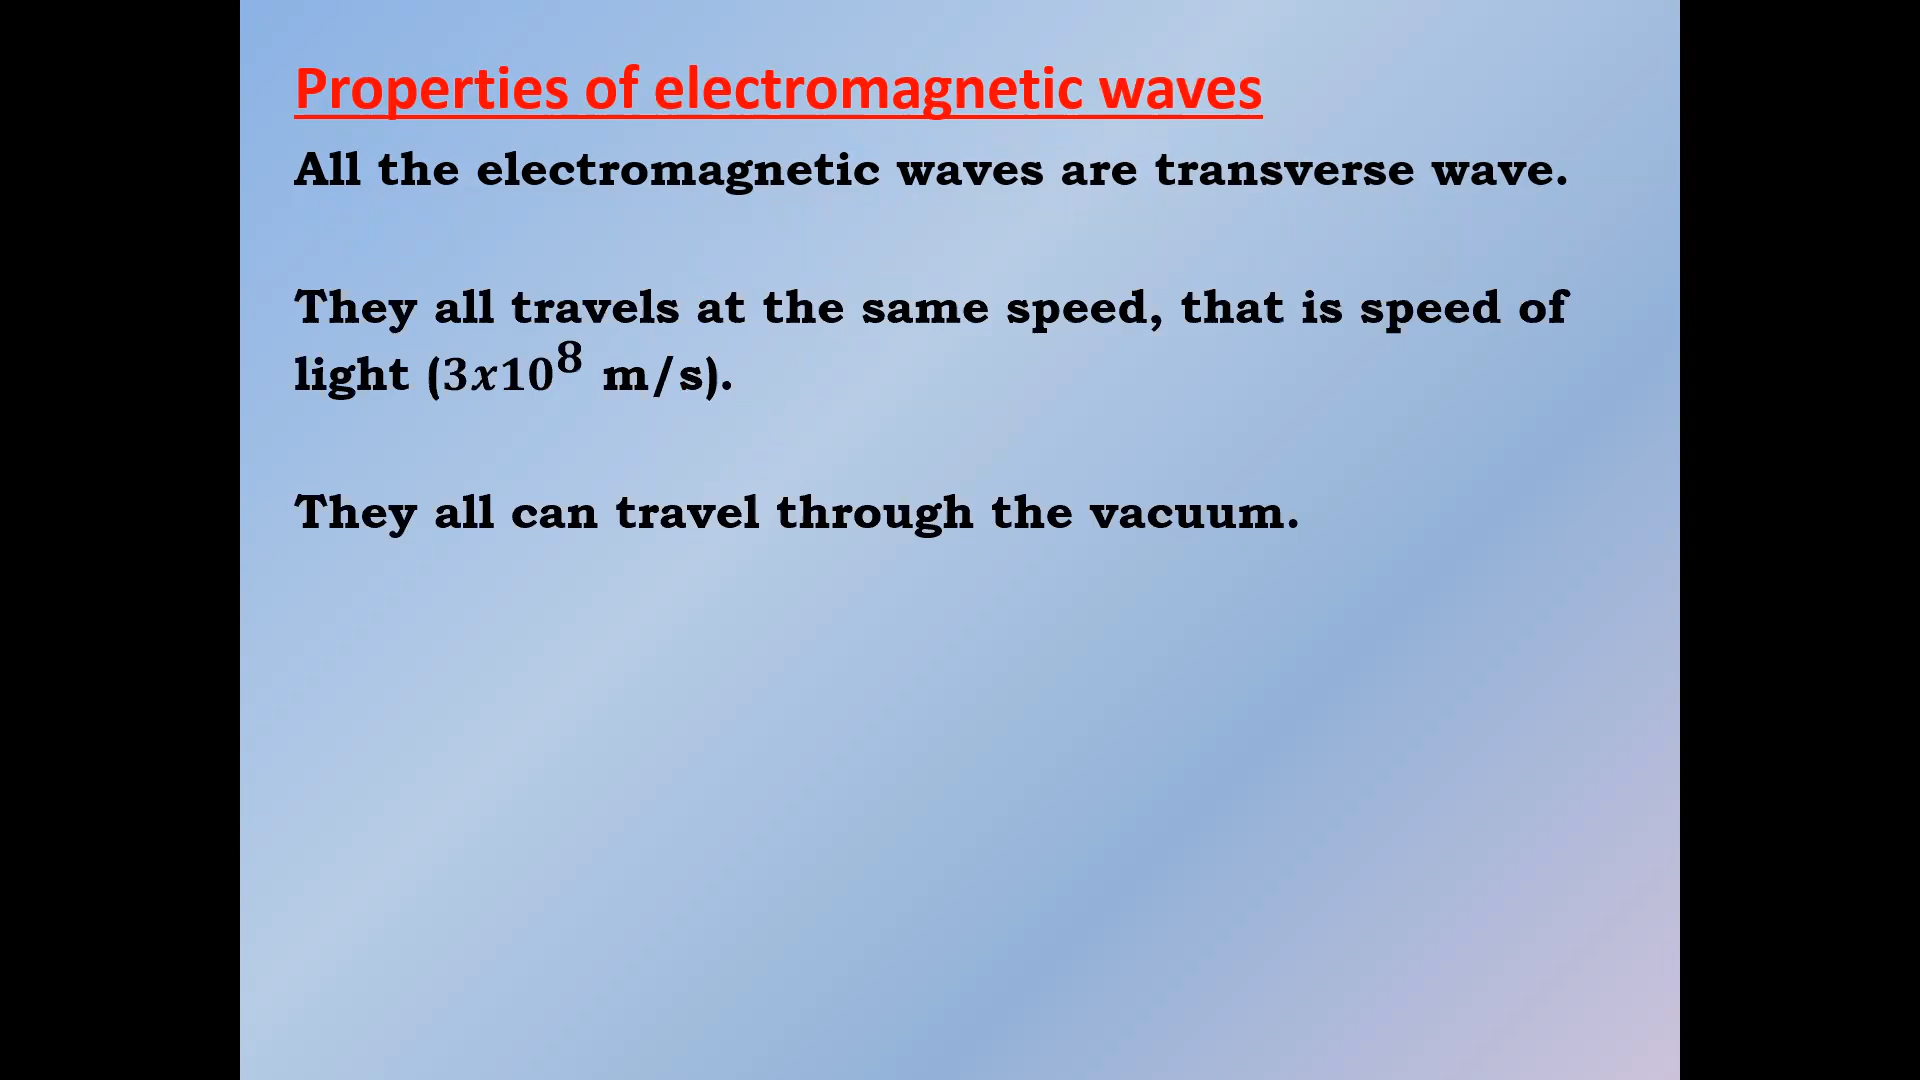 Properties of electromagnetic waves
All the electromagnetic waves are transverse wave.
They all travels at the same speed, that is speed of
light (3x10⁸ m/s).
They all can travel through the vacuum.